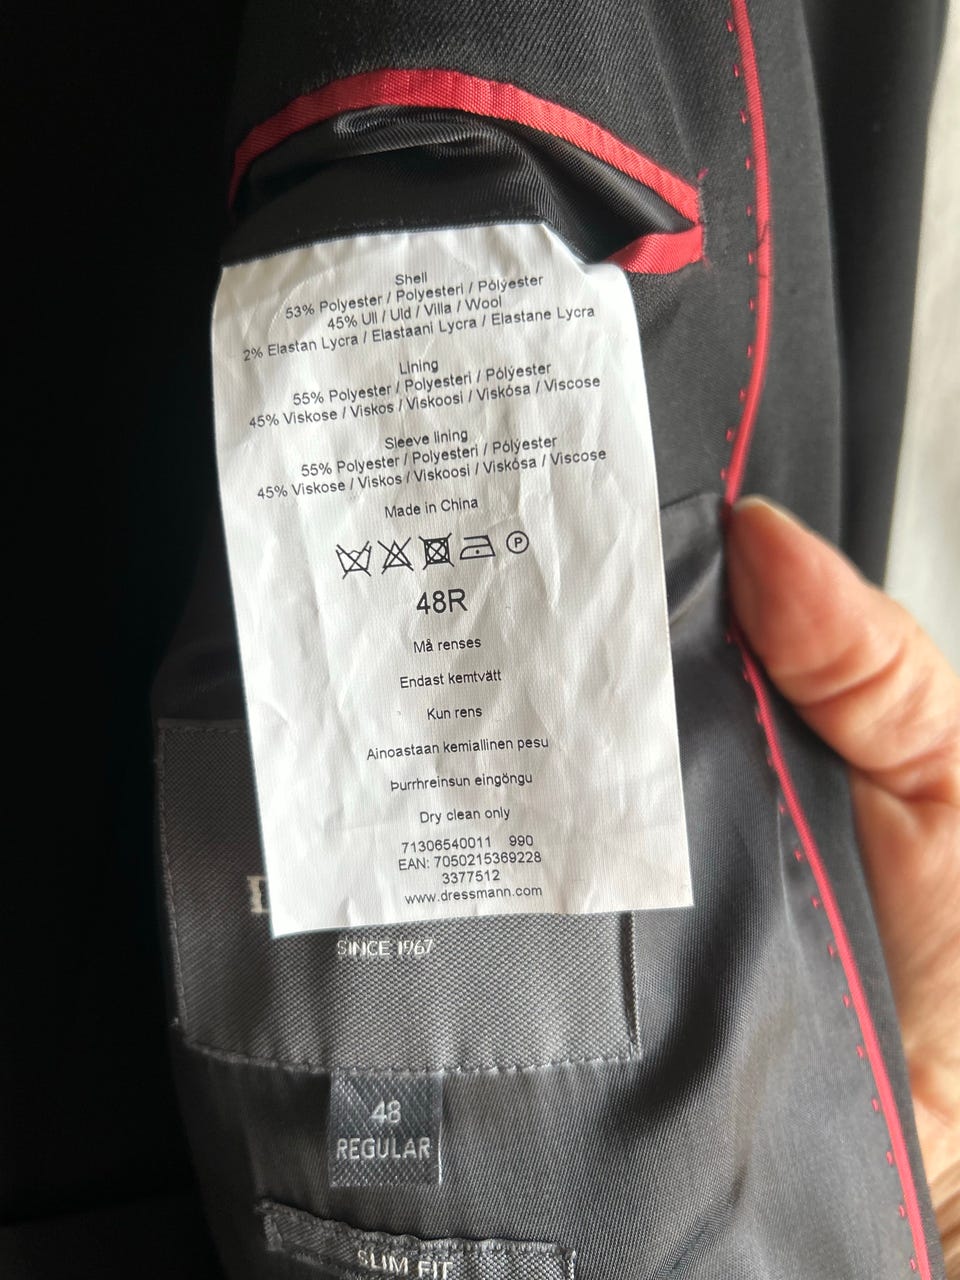 Shell
53% Polyester / Polyesteri / Pólýester
45% Ull / Uld / Villa / Wool
2% Elastan Lycra / Elastaani Lycra / Elastane Lycra
Lining
55% Polyester / Polyesteri / Pólýester
45% Viskose / Viskos / Viskoosi / Viskósa / Viscose
Sleeve lining
55% Polyester / Polyesteri / Pólýester
45% Viskose / Viskos / Viskoosi / Viskósa / Viscose
Made in China
P
48R
Må renses
Endast kemtvätt
Kun rens
Ainoastaan kemiallinen pesu
Þurrhreinsun eingöngu
Dry clean only
71306540011 990
EAN: 7050215369228
3377512
www.dressmann.com
SINCE 1967
48
REGULAR
SLIM FIT